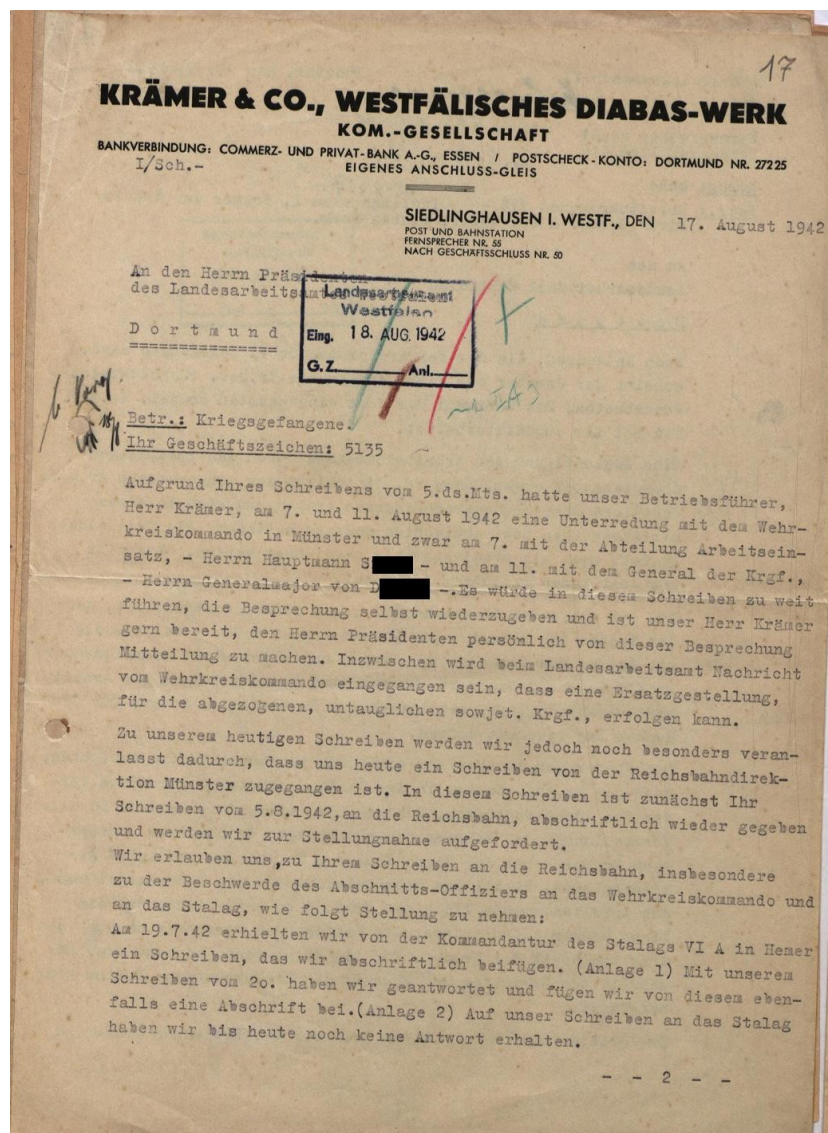 17
KRÄMER & CO., WESTFÄLISCHES DIABAS-WERK
KOM.-GESELLSCHAFT
BANKVERBINDUNG: COMMERZ- UND PRIVAT-BANK A.-G., ESSEN / POSTSCHECK-KONTO: DORTMUND NR. 27225
I/Sch.-
EIGENES ANSCHLUSS-GLEIS
SIEDLINGHAUSEN I. WESTF., DEN 17. August 1942
POST UND BAHNSTATION
FERNSPRECHER NR. 55
NACH GESCHÄFTSSCHLUSS NR. 50
An den Herrn Präsidenten
des Landesarbeitsamtes Westfalen
Landesarbeitsamt
Westfalen
D o r t m u n d
===============
Eing. 18. AUG. 1942
G.Z. Anl.
Betr.: Kriegsgefangene.
Ihr Geschäftszeichen: 5135
Aufgrund Ihres Schreibens vom 5.ds.Mts. hatte unser Betriebsführer,
Herr Krämer, am 7. und 11. August 1942 eine Unterredung mit dem Wehr-
kreiskommando in Münster und zwar am 7. mit der Abteilung Arbeitsein-
satz, - Herrn Hauptmann S - und am 11. mit dem General der Krgf.,
- Herrn Generalmajor von D -.Es würde in diesem Schreiben zu weit
führen, die Besprechung selbst wiederzugeben und ist unser Herr Krämer
gern bereit, den Herrn Präsidenten persönlich von dieser Besprechung
Mitteilung zu machen. Inzwischen wird beim Landesarbeitsamt Nachricht
vom Wehrkreiskommando eingegangen sein, dass eine Ersatzgestellung,
für die abgezogenen, untauglichen sowjet. Krgf., erfolgen kann.
Zu unserem heutigen Schreiben werden wir jedoch noch besonders veran-
lasst dadurch, dass uns heute ein Schreiben von der Reichsbahndirek-
tion Münster zugegangen ist. In diesem Schreiben ist zunächst Ihr
Schreiben vom 5.8.1942,an die Reichsbahn, abschriftlich wieder gegeben
und werden wir zur Stellungnahme aufgefordert.
Wir erlauben uns,zu Ihrem Schreiben an die Reichsbahn, insbesondere
zu der Beschwerde des Abschnitts-Offiziers an das Wehrkreiskommando und
an das Stalag, wie folgt Stellung zu nehmen:
Am 19.7.42 erhielten wir von der Kommandantur des Stalags VI A in Hemer
ein Schreiben, das wir abschriftlich beifügen. (Anlage 1) Mit unserem
Schreiben vom 2o. haben wir geantwortet und fügen wir von diesem eben-
falls eine Abschrift bei.(Anlage 2) Auf unser Schreiben an das Stalag
haben wir bis heute noch keine Antwort erhalten.
- - 2 - -